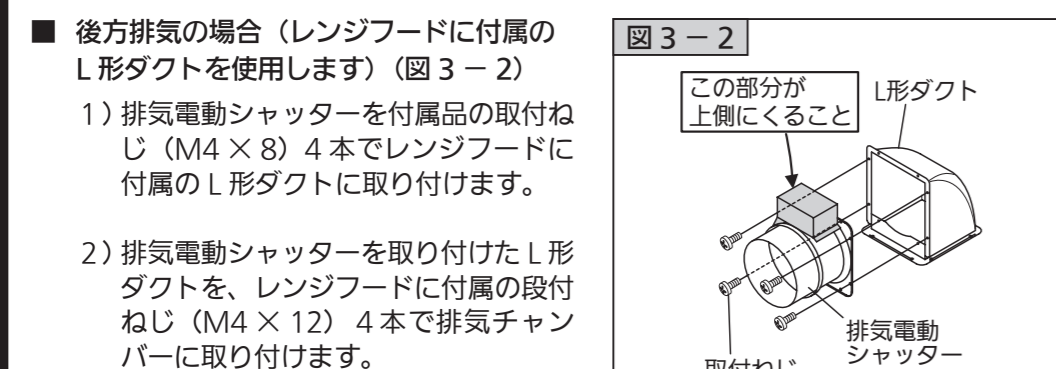 ■ 後方排気の場合（レンジフードに付属の
L形ダクトを使用します）（図３－２）
1）排気電動シャッターを付属品の取付ね
じ（M4 × 8）4本でレンジフードに
付属のL形ダクトに取り付けます。
2）排気電動シャッターを取り付けたL形
ダクトを、レンジフードに付属の段付
ねじ（M4 × 12）4本で排気チャン
バーに取り付けます。
図３－２
この部分が
上側にくること
L形ダクト
排気電動
シャッター
取付ねじ